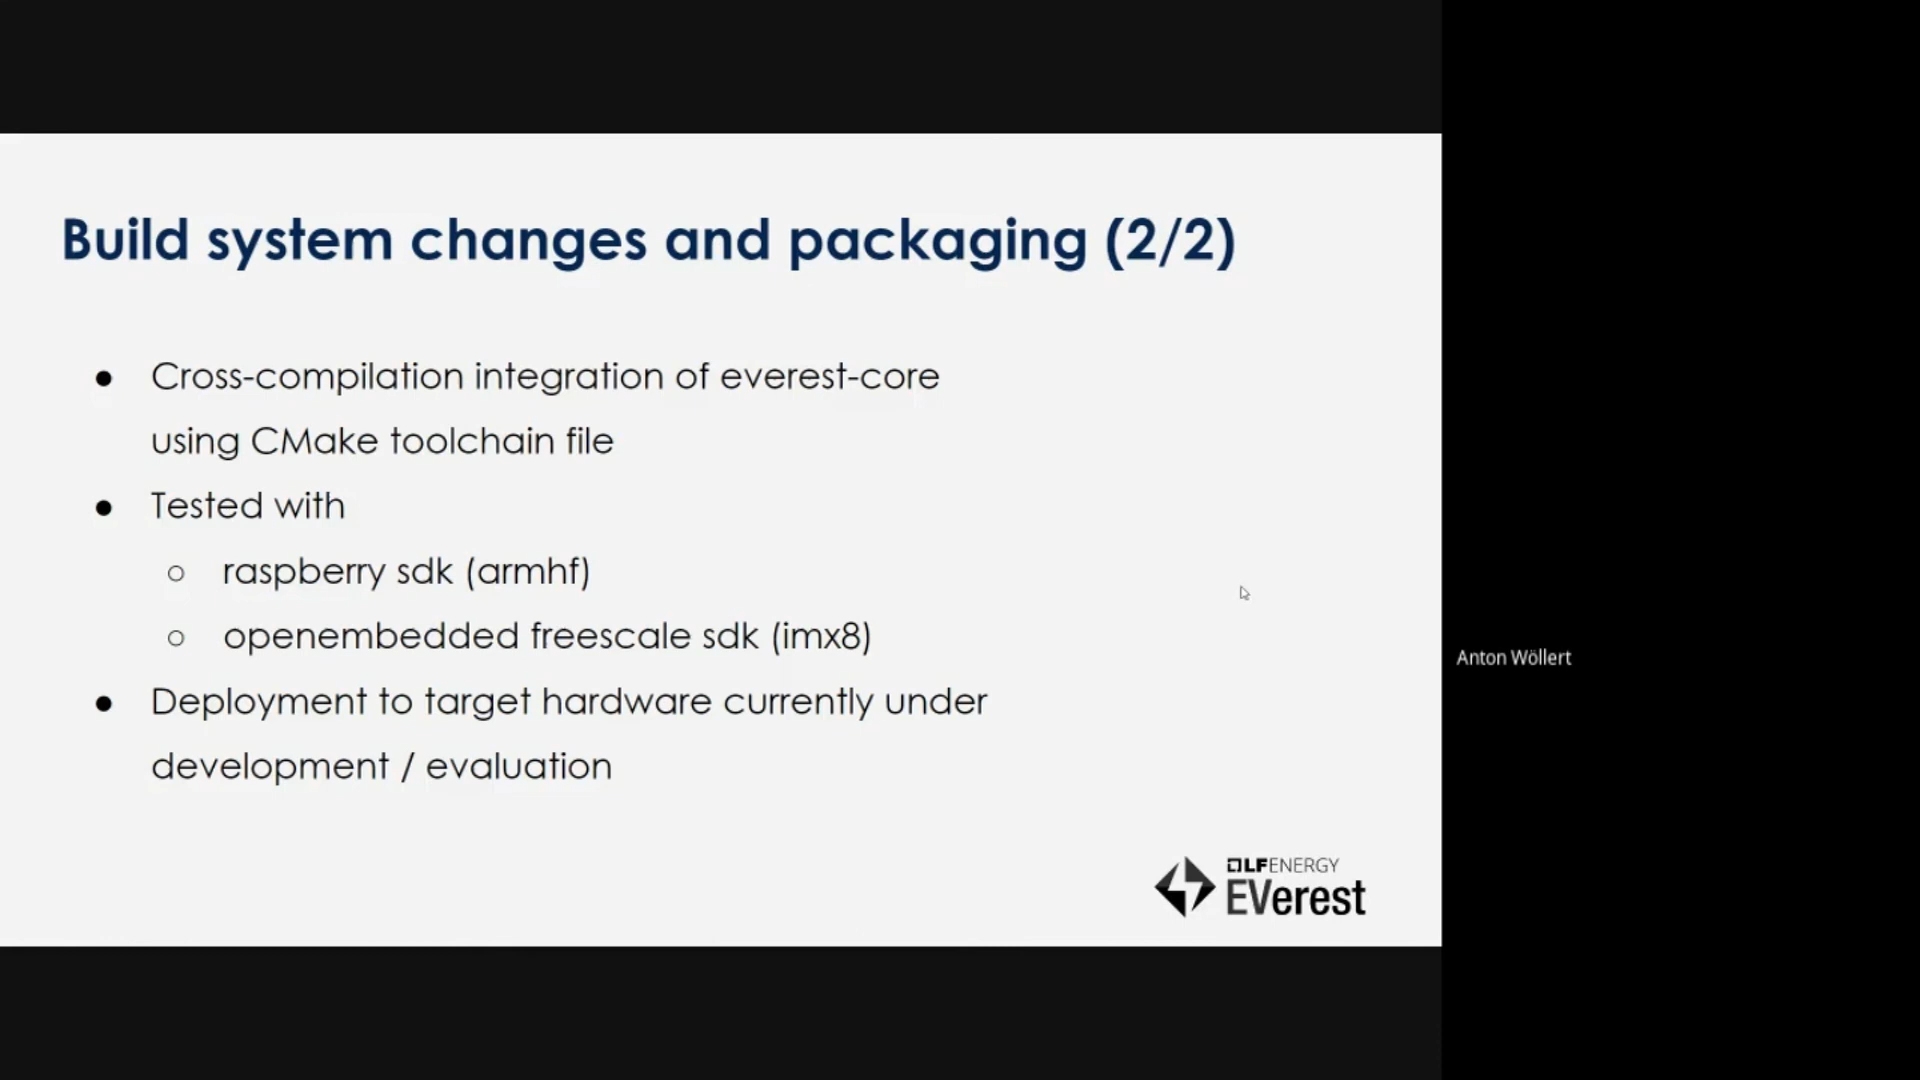 Build system changes and packaging (2/2)
● Cross-compilation integration of everest-core
using CMake toolchain file
● Tested with
○ raspberry sdk (armhf)
○ openembedded freescale sdk (imx8)
● Deployment to target hardware currently under
development / evaluation
LFENERGY
EVerest
Anton Wöllert